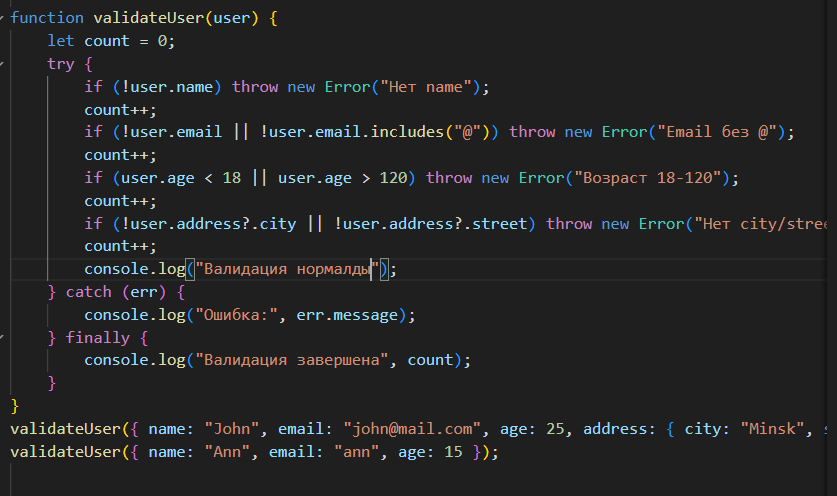 function validateUser(user) {
let count = 0;
try {
if (!user.name) throw new Error("Нет name");
count++;
if (!user.email || !user.email.includes("@")) throw new Error("Email без @");
count++;
if (user.age < 18 || user.age > 120) throw new Error("Возраст 18-120");
count++;
if (!user.address?.city || !user.address?.street) throw new Error("Нет city/stre
count++;
console.log("Валидация нормалды");
} catch (err) {
console.log("Ошибка:", err.message);
} finally {
console.log("Валидация завершена", count);
}
}
validateUser({ name: "John", email: "john@mail.com", age: 25, address: { city: "Minsk",
validateUser({ name: "Ann", email: "ann", age: 15 });